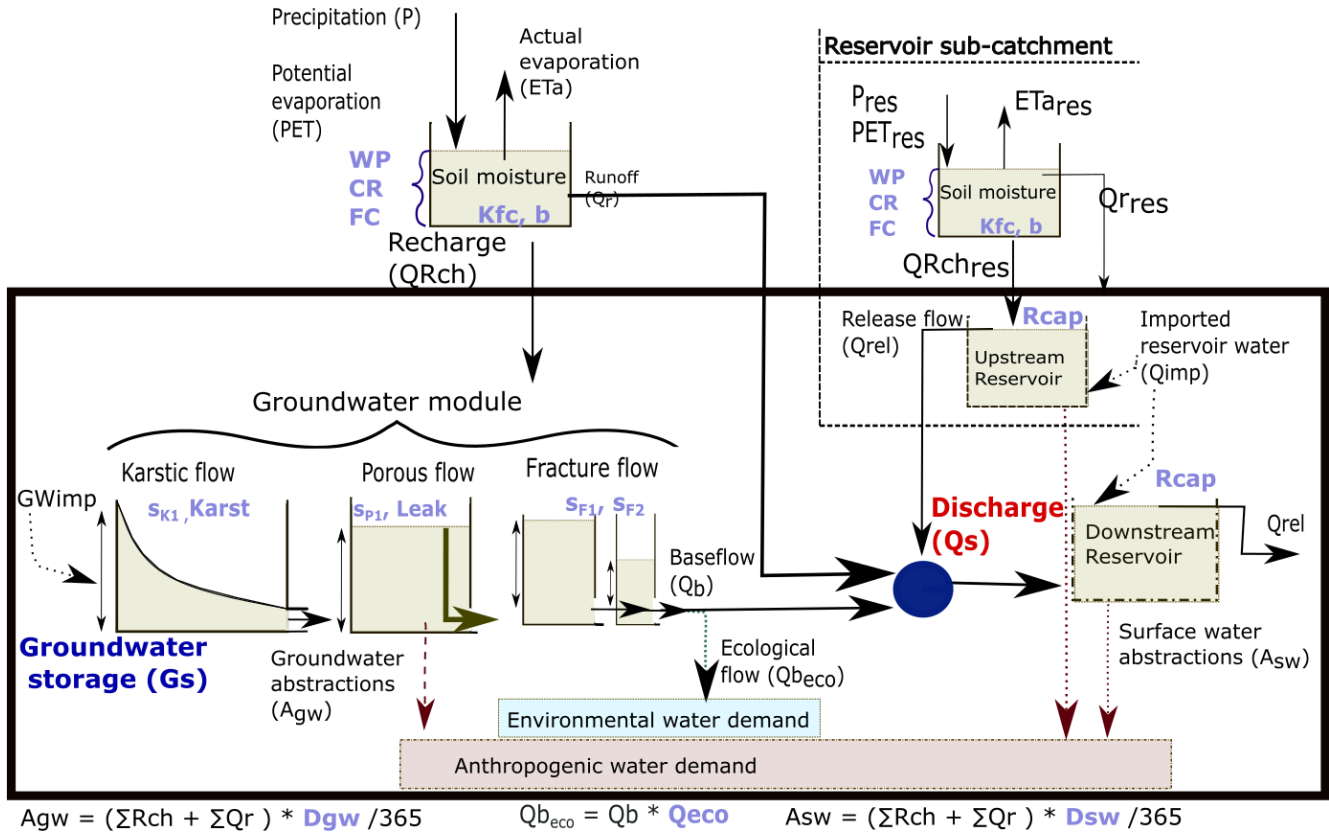 Precipitation (P)
Actual
evaporation
(ETa)
Potential
evaporation
(PET)
WP
CR
FC
Soil moisture
Kfc, b
Runoff
(Qr)
Recharge
(QRch)
Reservoir sub-catchment
Pres
PETres
ETares
WP
CR
FC
Soil moisture
Kfc, b
Qrres
QRchres
Release flow
(Qrel)
Rcap
Upstream
Reservoir
Imported
reservoir water
(Qimp)
Groundwater module
Karstic flow
Porous flow
Fracture flow
GWimp
sK1 ,Karst
sP1, Leak
sF1, sF2
Baseflow
(Qb)
Discharge
(Qs)
Rcap
Downstream
Reservoir
Qrel
Groundwater
storage (Gs)
Groundwater
abstractions
(Agw)
Ecological
flow (Qbeco)
Surface water
abstractions (Asw)
Environmental water demand
Anthropogenic water demand
Agw = (∑Rch + ∑Qr ) * Dgw /365
Qbeco = Qb * Qeco
Asw = (∑Rch + ∑Qr ) * Dsw /365